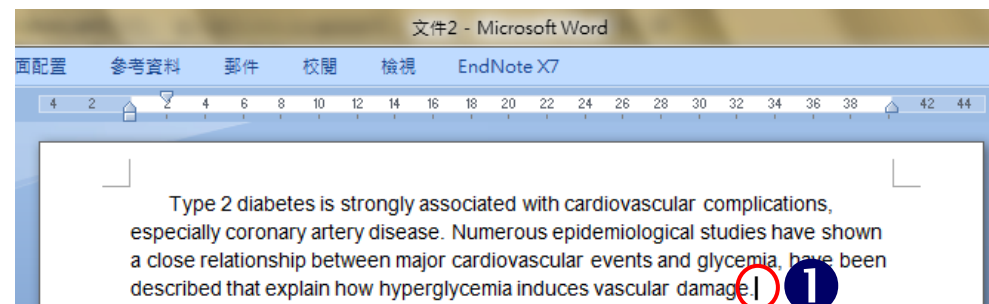 文件2 - Microsoft Word
面配置 參考資料 郵件 校閱 檢視 EndNote X7
4 2 2 4 6 8 10 12 14 16 18 20 22 24 26 28 30 32 34 36 38 42 44
Type 2 diabetes is strongly associated with cardiovascular complications,
especially coronary artery disease. Numerous epidemiological studies have shown
a close relationship between major cardiovascular events and glycemia, have been
described that explain how hyperglycemia induces vascular damage.
1